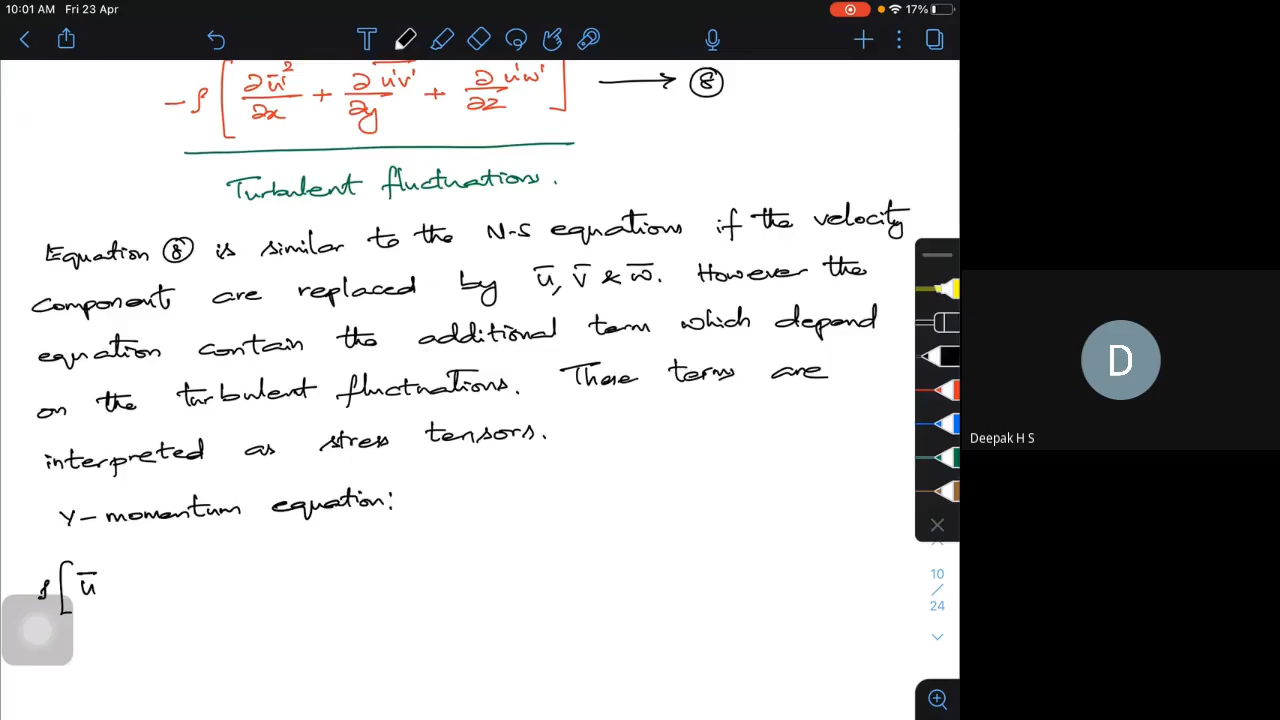 10:01 AM Fri 23 Apr
17%
-ρ[∂u̅'²/∂x + ∂/∂y u̅'v̅' + ∂/∂z u'w'] → ⑧
Turbulent fluctuations.
Equation ⑧ is similar to the N-S equations if the velocity
component are replaced by u̅, v̅ & w̅. However the
equation contain the additional term which depend
on the turbulent fluctuations. These terms are
interpreted as stress tensors.
Y-momentum equation:
ρ[u̅
10
/
24
D
Deepak H S